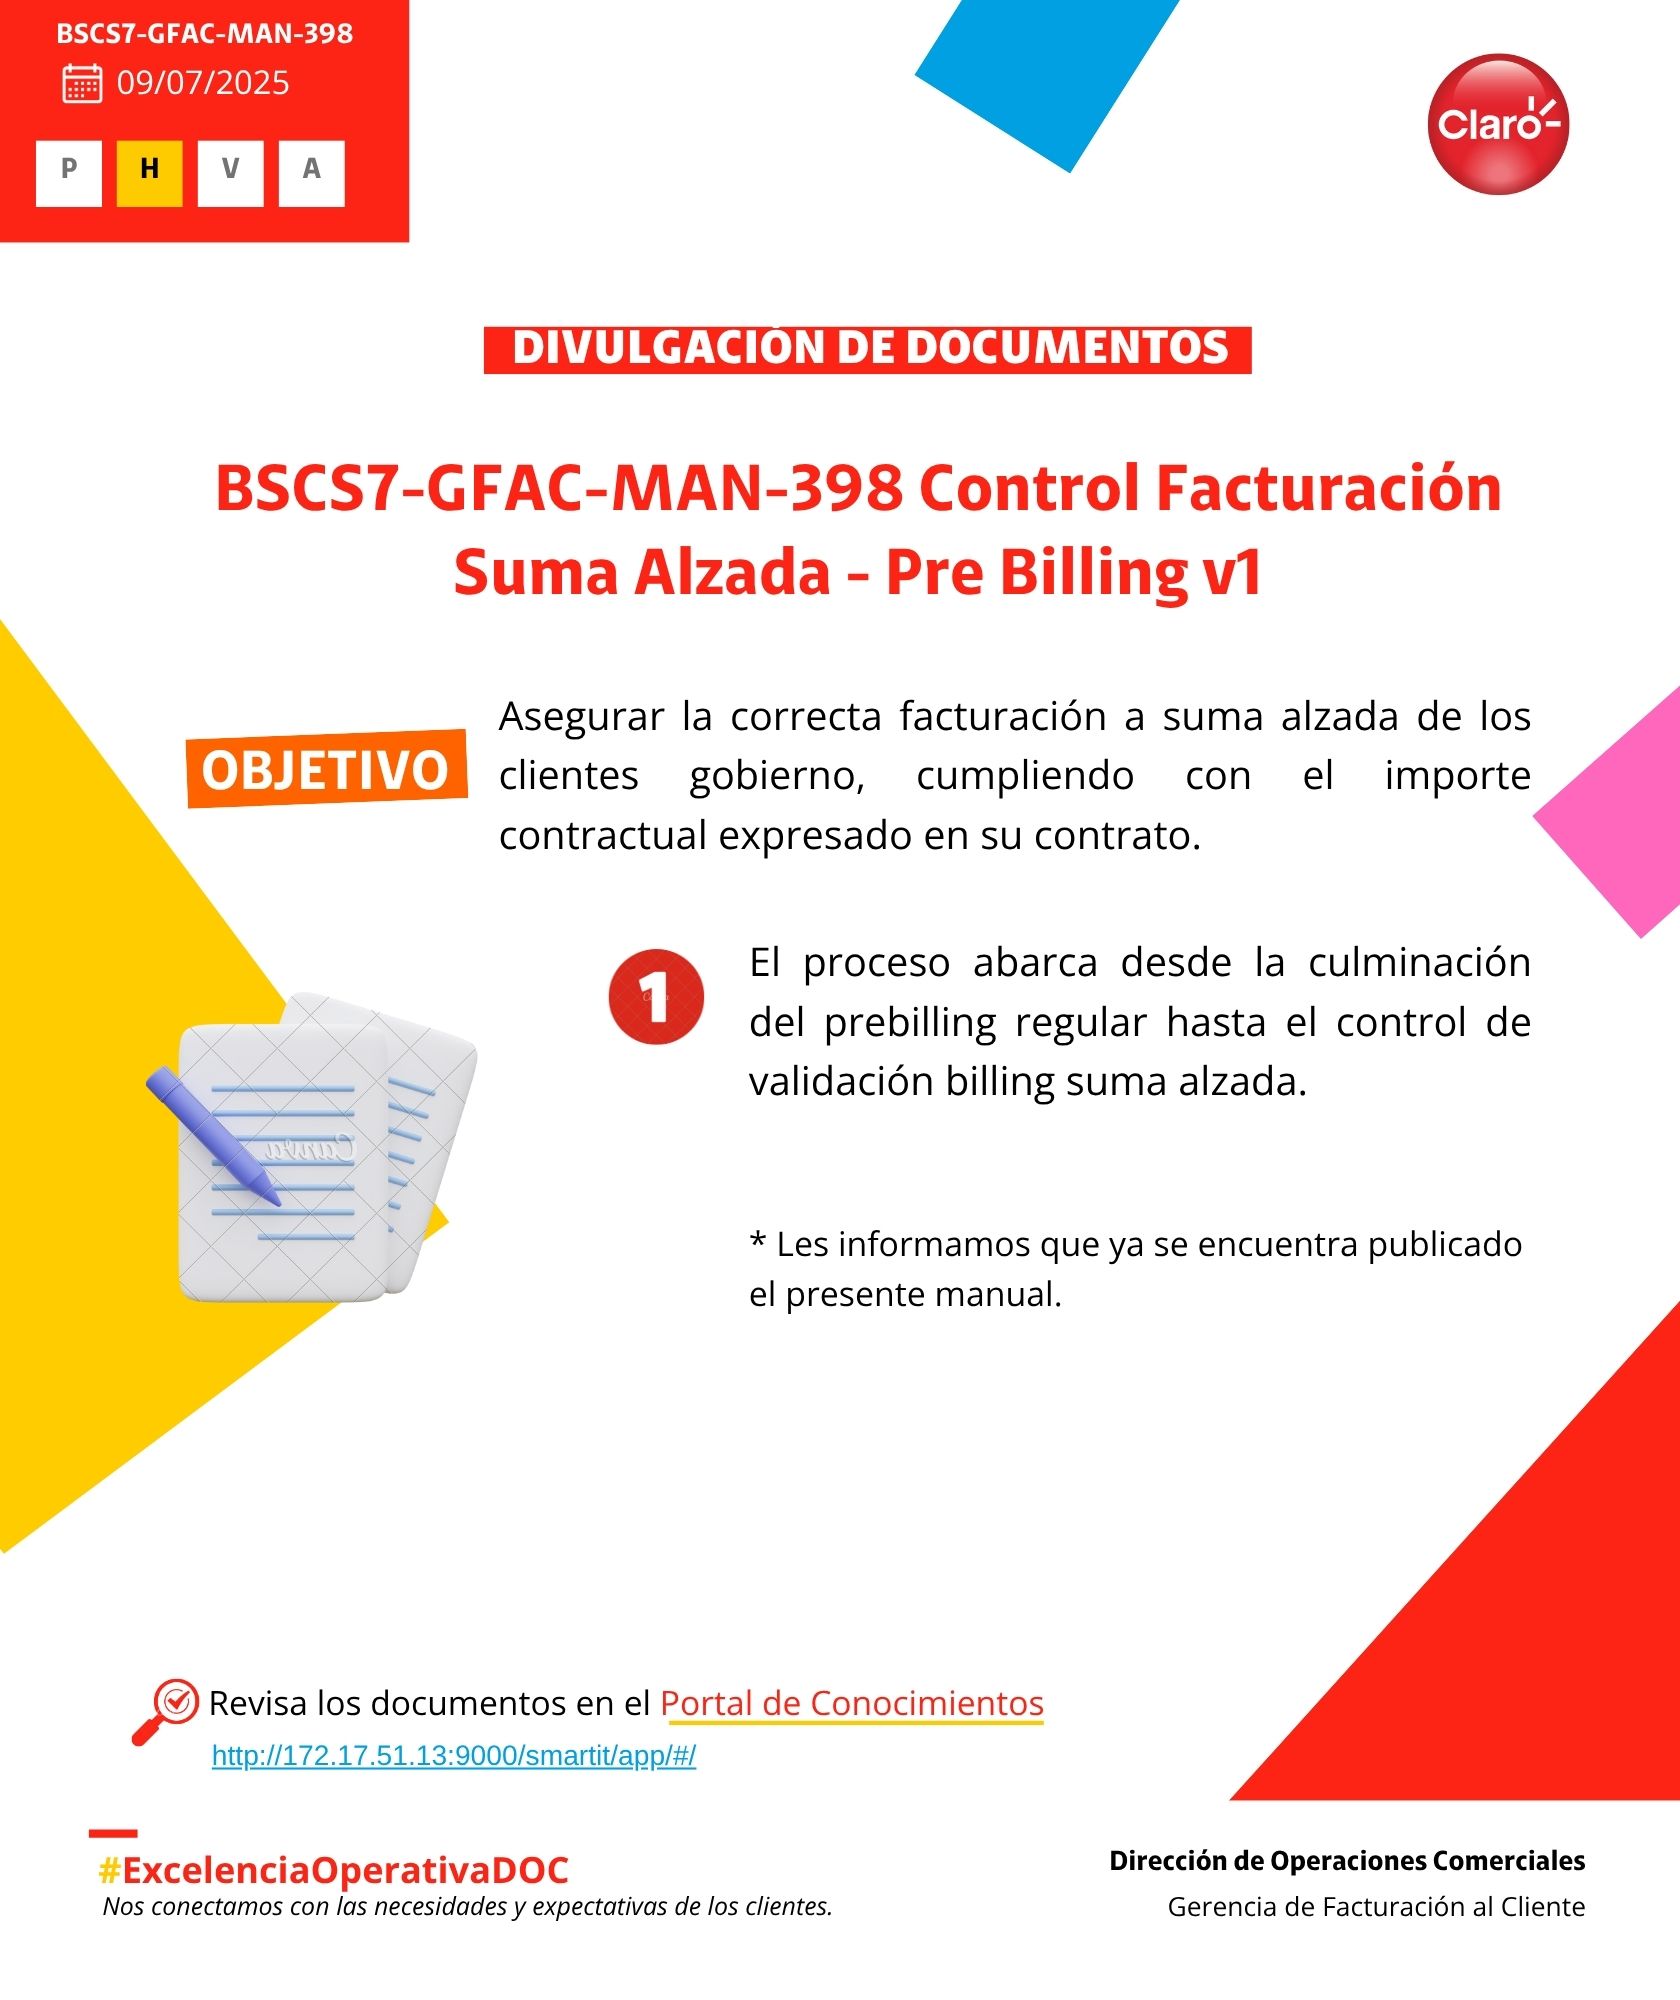 BSCS7-GFAC-MAN-398
09/07/2025
P H V A
Claro
DIVULGACIÓN DE DOCUMENTOS
BSCS7-GFAC-MAN-398 Control Facturación
Suma Alzada - Pre Billing v1
OBJETIVO
Asegurar la correcta facturación a suma alzada de los
clientes gobierno, cumpliendo con el importe
contractual expresado en su contrato.
1
El proceso abarca desde la culminación
del prebilling regular hasta el control de
validación billing suma alzada.
Canva
* Les informamos que ya se encuentra publicado
el presente manual.
Revisa los documentos en el Portal de Conocimientos
http://172.17.51.13:9000/smartit/app/#/
#ExcelenciaOperativaDOC
Nos conectamos con las necesidades y expectativas de los clientes.
Dirección de Operaciones Comerciales
Gerencia de Facturación al Cliente